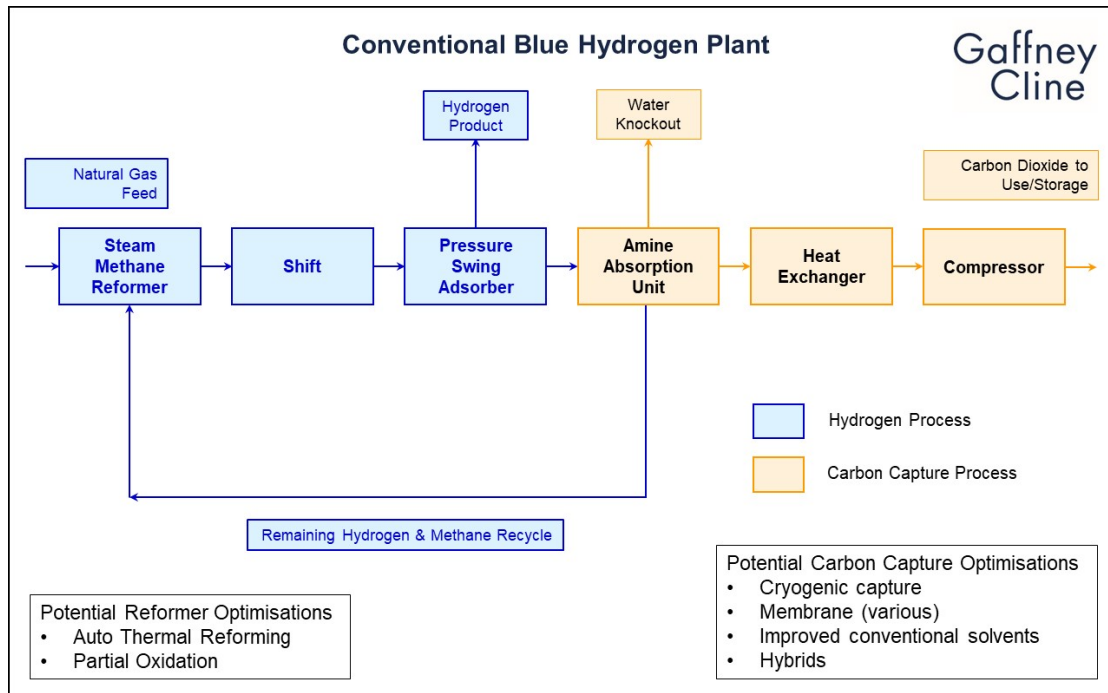 Conventional Blue Hydrogen Plant
Gaffney
Cline
Hydrogen
Product
Water
Knockout
Natural Gas
Feed
Carbon Dioxide to
Use/Storage
Steam
Methane
Reformer
Shift
Pressure
Swing
Adsorber
Amine
Absorption
Unit
Heat
Exchanger
Compressor
Hydrogen Process
Carbon Capture Process
Remaining Hydrogen & Methane Recycle
Potential Reformer Optimisations
• Auto Thermal Reforming
• Partial Oxidation
Potential Carbon Capture Optimisations
• Cryogenic capture
• Membrane (various)
• Improved conventional solvents
• Hybrids